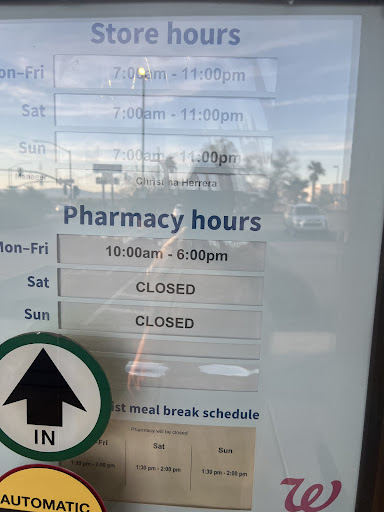 Store hours
Mon-Fri 7:00am - 11:00pm
Sat 7:00am - 11:00pm
Sun 7:00am - 11:00pm
Christina Herrera
Pharmacy hours
Mon-Fri 10:00am - 6:00pm
Sat CLOSED
Sun CLOSED
ist meal break schedule
Pharmacy will be closed
Fri Sat Sun
1:30 pm - 2:00 pm 1:30 pm - 2:00 pm 1:30 pm - 2:00 pm
IN
AUTOMATIC
W